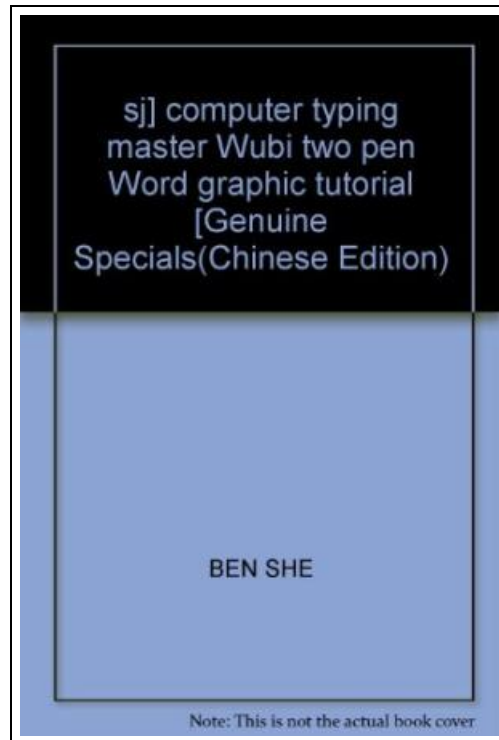 sj] computer typing
master Wubi two pen
Word graphic tutorial
[Genuine
Specials(Chinese Edition)
BEN SHE
Note: This is not the actual book cover